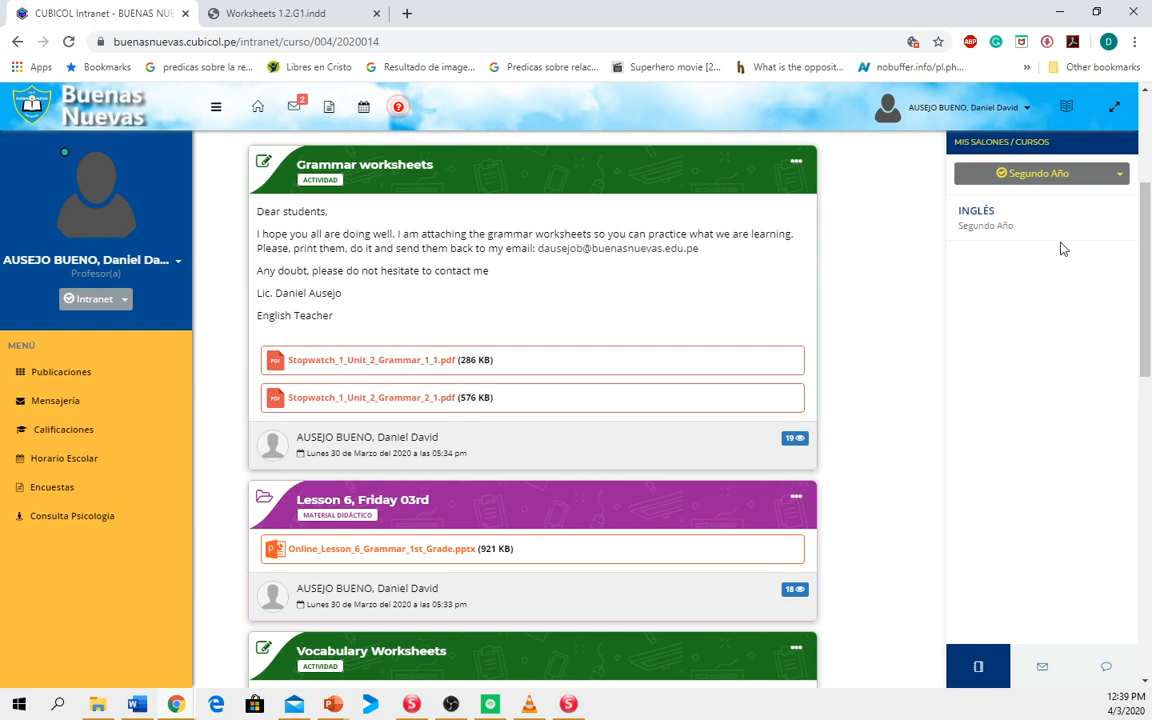 CUBICOL Intranet - BUENAS NUE
Worksheets 1.2.G1.indd
buenasnuevas.cubicol.pe/intranet/curso/004/2020014
ABP
D
Apps
Bookmarks
predicas sobre la re...
Libres en Cristo
Resultado de imag...
Predicas sobre relac...
Superhero movie [2...
What is the opposit...
nobuffer.info/pl.ph...
»
Other bookmarks
Buenas
Nuevas
2
?
AUSEJO BUENO, Daniel David
AUSEJO BUENO, Daniel Da...
Profesor(a)
Intranet
MENÚ
Publicaciones
Mensajería
Calificaciones
Horario Escolar
Encuestas
Consulta Psicologia
Grammar worksheets
ACTIVIDAD
Dear students,
I hope you all are doing well. I am attaching the grammar worksheets so you can practice what we are learning.
Please, print them, do it and send them back to my email: dausejob@buenasnuevas.edu.pe
Any doubt, please do not hesitate to contact me
Lic. Daniel Ausejo
English Teacher
PDF Stopwatch_1_Unit_2_Grammar_1_1.pdf (286 KB)
PDF Stopwatch_1_Unit_2_Grammar_2_1.pdf (576 KB)
AUSEJO BUENO, Daniel David
19
Lunes 30 de Marzo del 2020 a las 05:34 pm
Lesson 6, Friday 03rd
MATERIAL DIDÁCTICO
Online_Lesson_6_Grammar_1st_Grade.pptx (921 KB)
AUSEJO BUENO, Daniel David
18
Lunes 30 de Marzo del 2020 a las 05:33 pm
Vocabulary Worksheets
ACTIVIDAD
MIS SALONES / CURSOS
Segundo Año
INGLÉS
Segundo Año
12:39 PM
4/3/2020